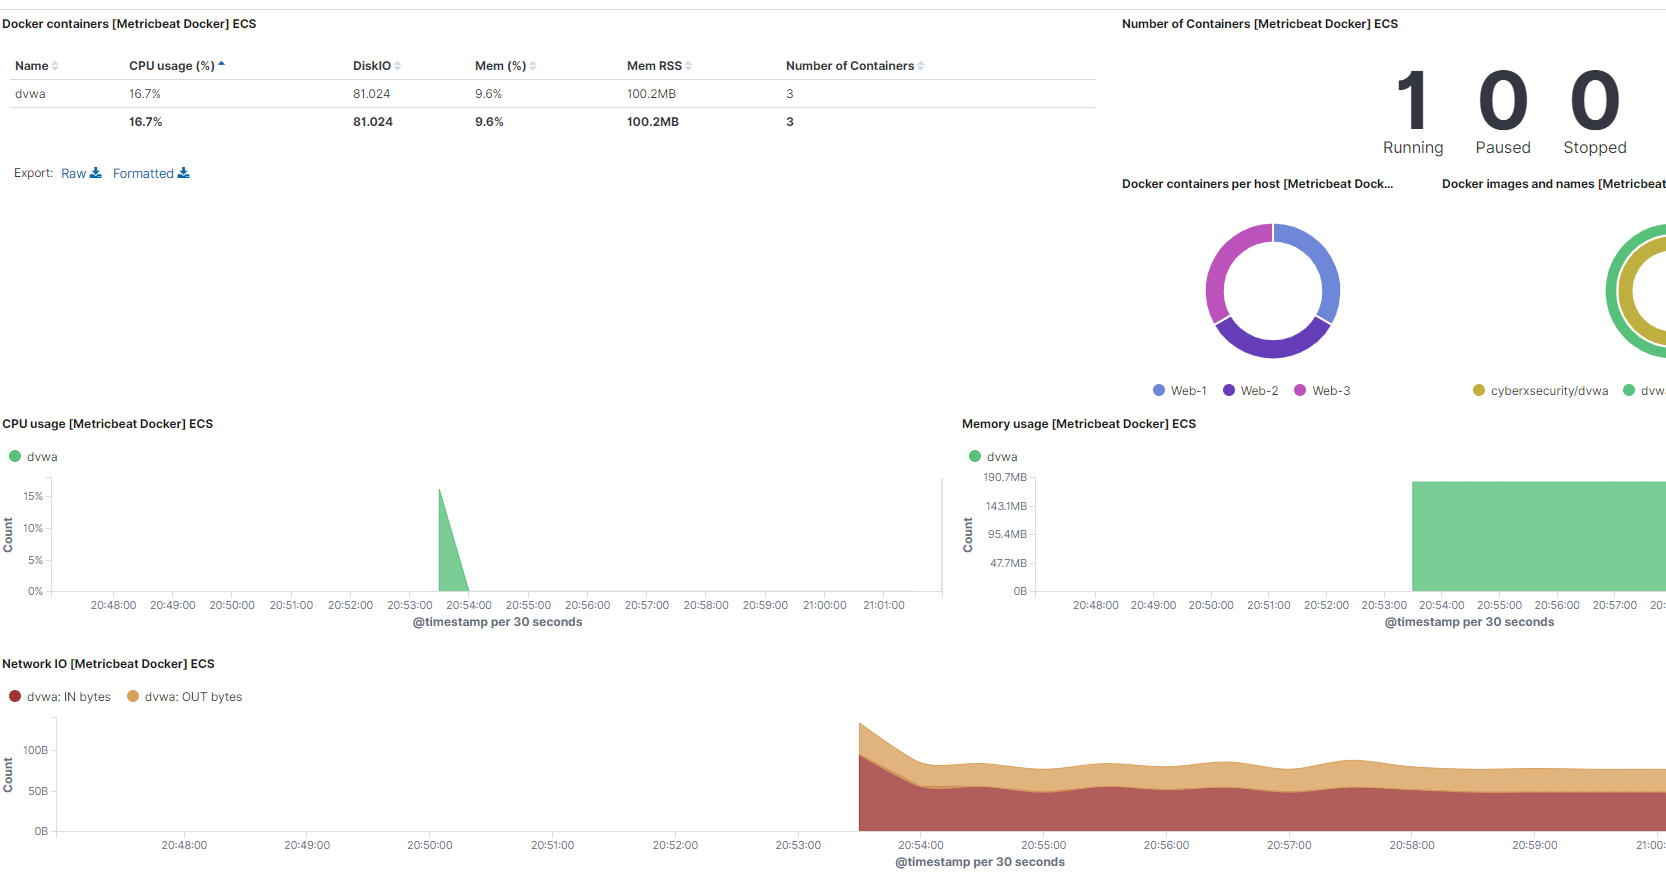 Docker containers [Metricbeat Docker] ECS
Name CPU usage (%) DiskIO Mem (%) Mem RSS Number of Containers
dvwa 16.7% 81.024 9.6% 100.2MB 3
16.7% 81.024 9.6% 100.2MB 3
Export: Raw Formatted
Number of Containers [Metricbeat Docker] ECS
1 0 0
Running Paused Stopped
Docker containers per host [Metricbeat Dock...
Web-1 Web-2 Web-3
Docker images and names [Metricbeat
cyberxsecurity/dvwa dvw
CPU usage [Metricbeat Docker] ECS
dvwa
Count
15%
10%
5%
0%
20:48:00 20:49:00 20:50:00 20:51:00 20:52:00 20:53:00 20:54:00 20:55:00 20:56:00 20:57:00 20:58:00 20:59:00 21:00:00 21:01:00
@timestamp per 30 seconds
Memory usage [Metricbeat Docker] ECS
dvwa
Count
190.7MB
143.1MB
95.4MB
47.7MB
0B
20:48:00 20:49:00 20:50:00 20:51:00 20:52:00 20:53:00 20:54:00 20:55:00 20:56:00 20:57:00 20:
@timestamp per 30 seconds
Network IO [Metricbeat Docker] ECS
dvwa: IN bytes dvwa: OUT bytes
Count
100B
50B
0B
20:48:00 20:49:00 20:50:00 20:51:00 20:52:00 20:53:00 20:54:00 20:55:00 20:56:00 20:57:00 20:58:00 20:59:00 21:00:
@timestamp per 30 seconds